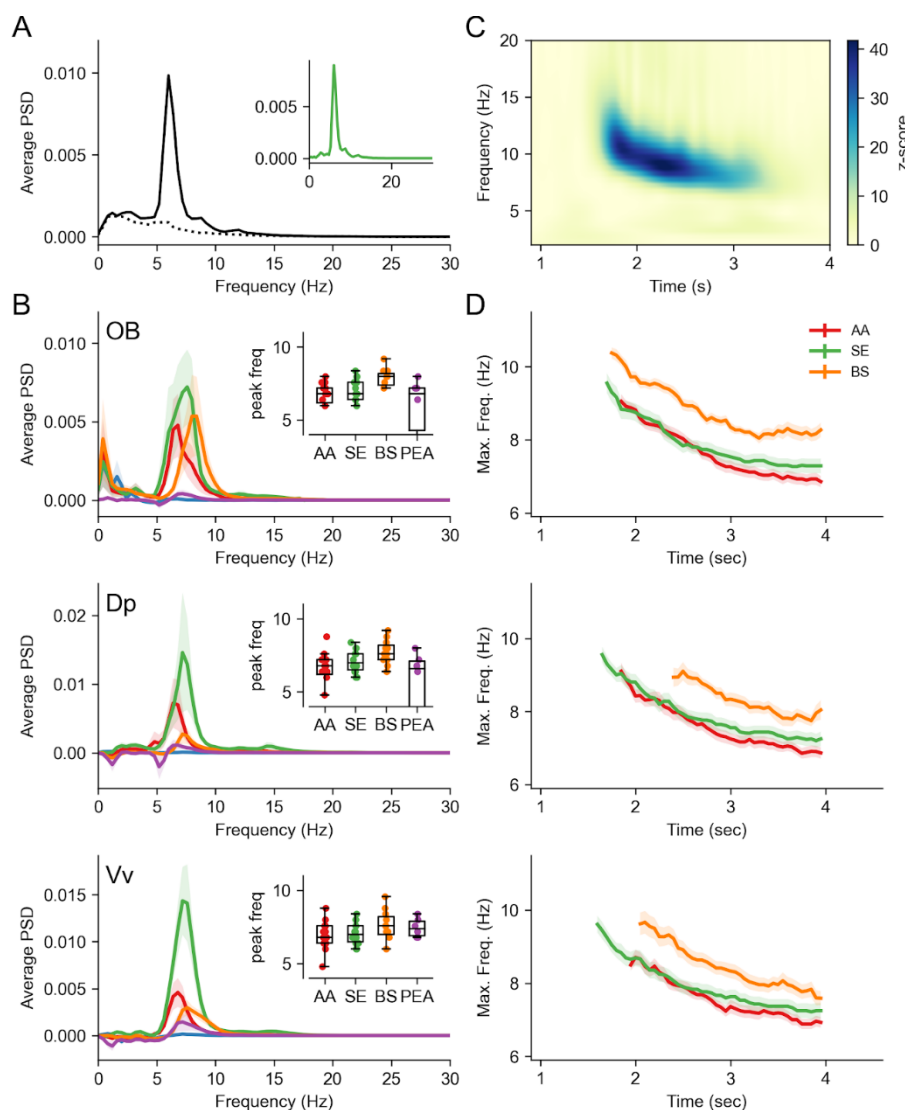 A
0.010
0.005
0.000
Average PSD
0 5 10 15 20 25 30
Frequency (Hz)
0.005
0.000
0 20
C
20
15
10
5
Frequency (Hz)
1 2 3 4
Time (s)
40
30
20
10
0
z-score
B
OB
0.010
0.005
0.000
Average PSD
0 5 10 15 20 25 30
Frequency (Hz)
10
5
peak freq
AA SE BS PEA
D
AA
SE
BS
10
8
6
Max. Freq. (Hz)
1 2 3 4
Time (sec)
Dp
0.02
0.01
0.00
Average PSD
0 5 10 15 20 25 30
Frequency (Hz)
10
5
peak freq
AA SE BS PEA
10
8
6
Max. Freq. (Hz)
1 2 3 4
Time (sec)
Vv
0.015
0.010
0.005
0.000
Average PSD
0 5 10 15 20 25 30
Frequency (Hz)
10
5
peak freq
AA SE BS PEA
10
8
6
Max. Freq. (Hz)
1 2 3 4
Time (sec)